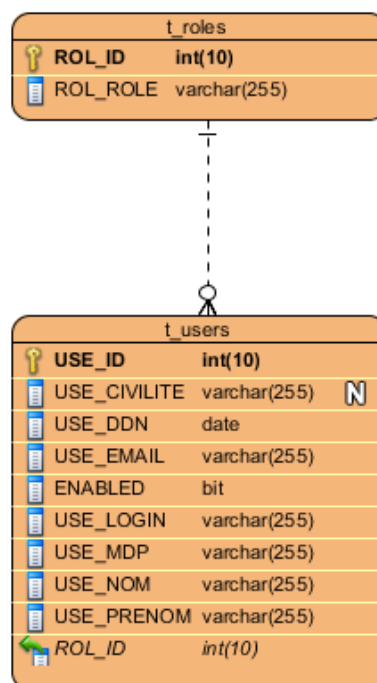 t_roles
ROL_ID int(10)
ROL_ROLE varchar(255)
t_users
USE_ID int(10)
USE_CIVILITE varchar(255) N
USE_DDN date
USE_EMAIL varchar(255)
ENABLED bit
USE_LOGIN varchar(255)
USE_MDP varchar(255)
USE_NOM varchar(255)
USE_PRENOM varchar(255)
ROL_ID int(10)